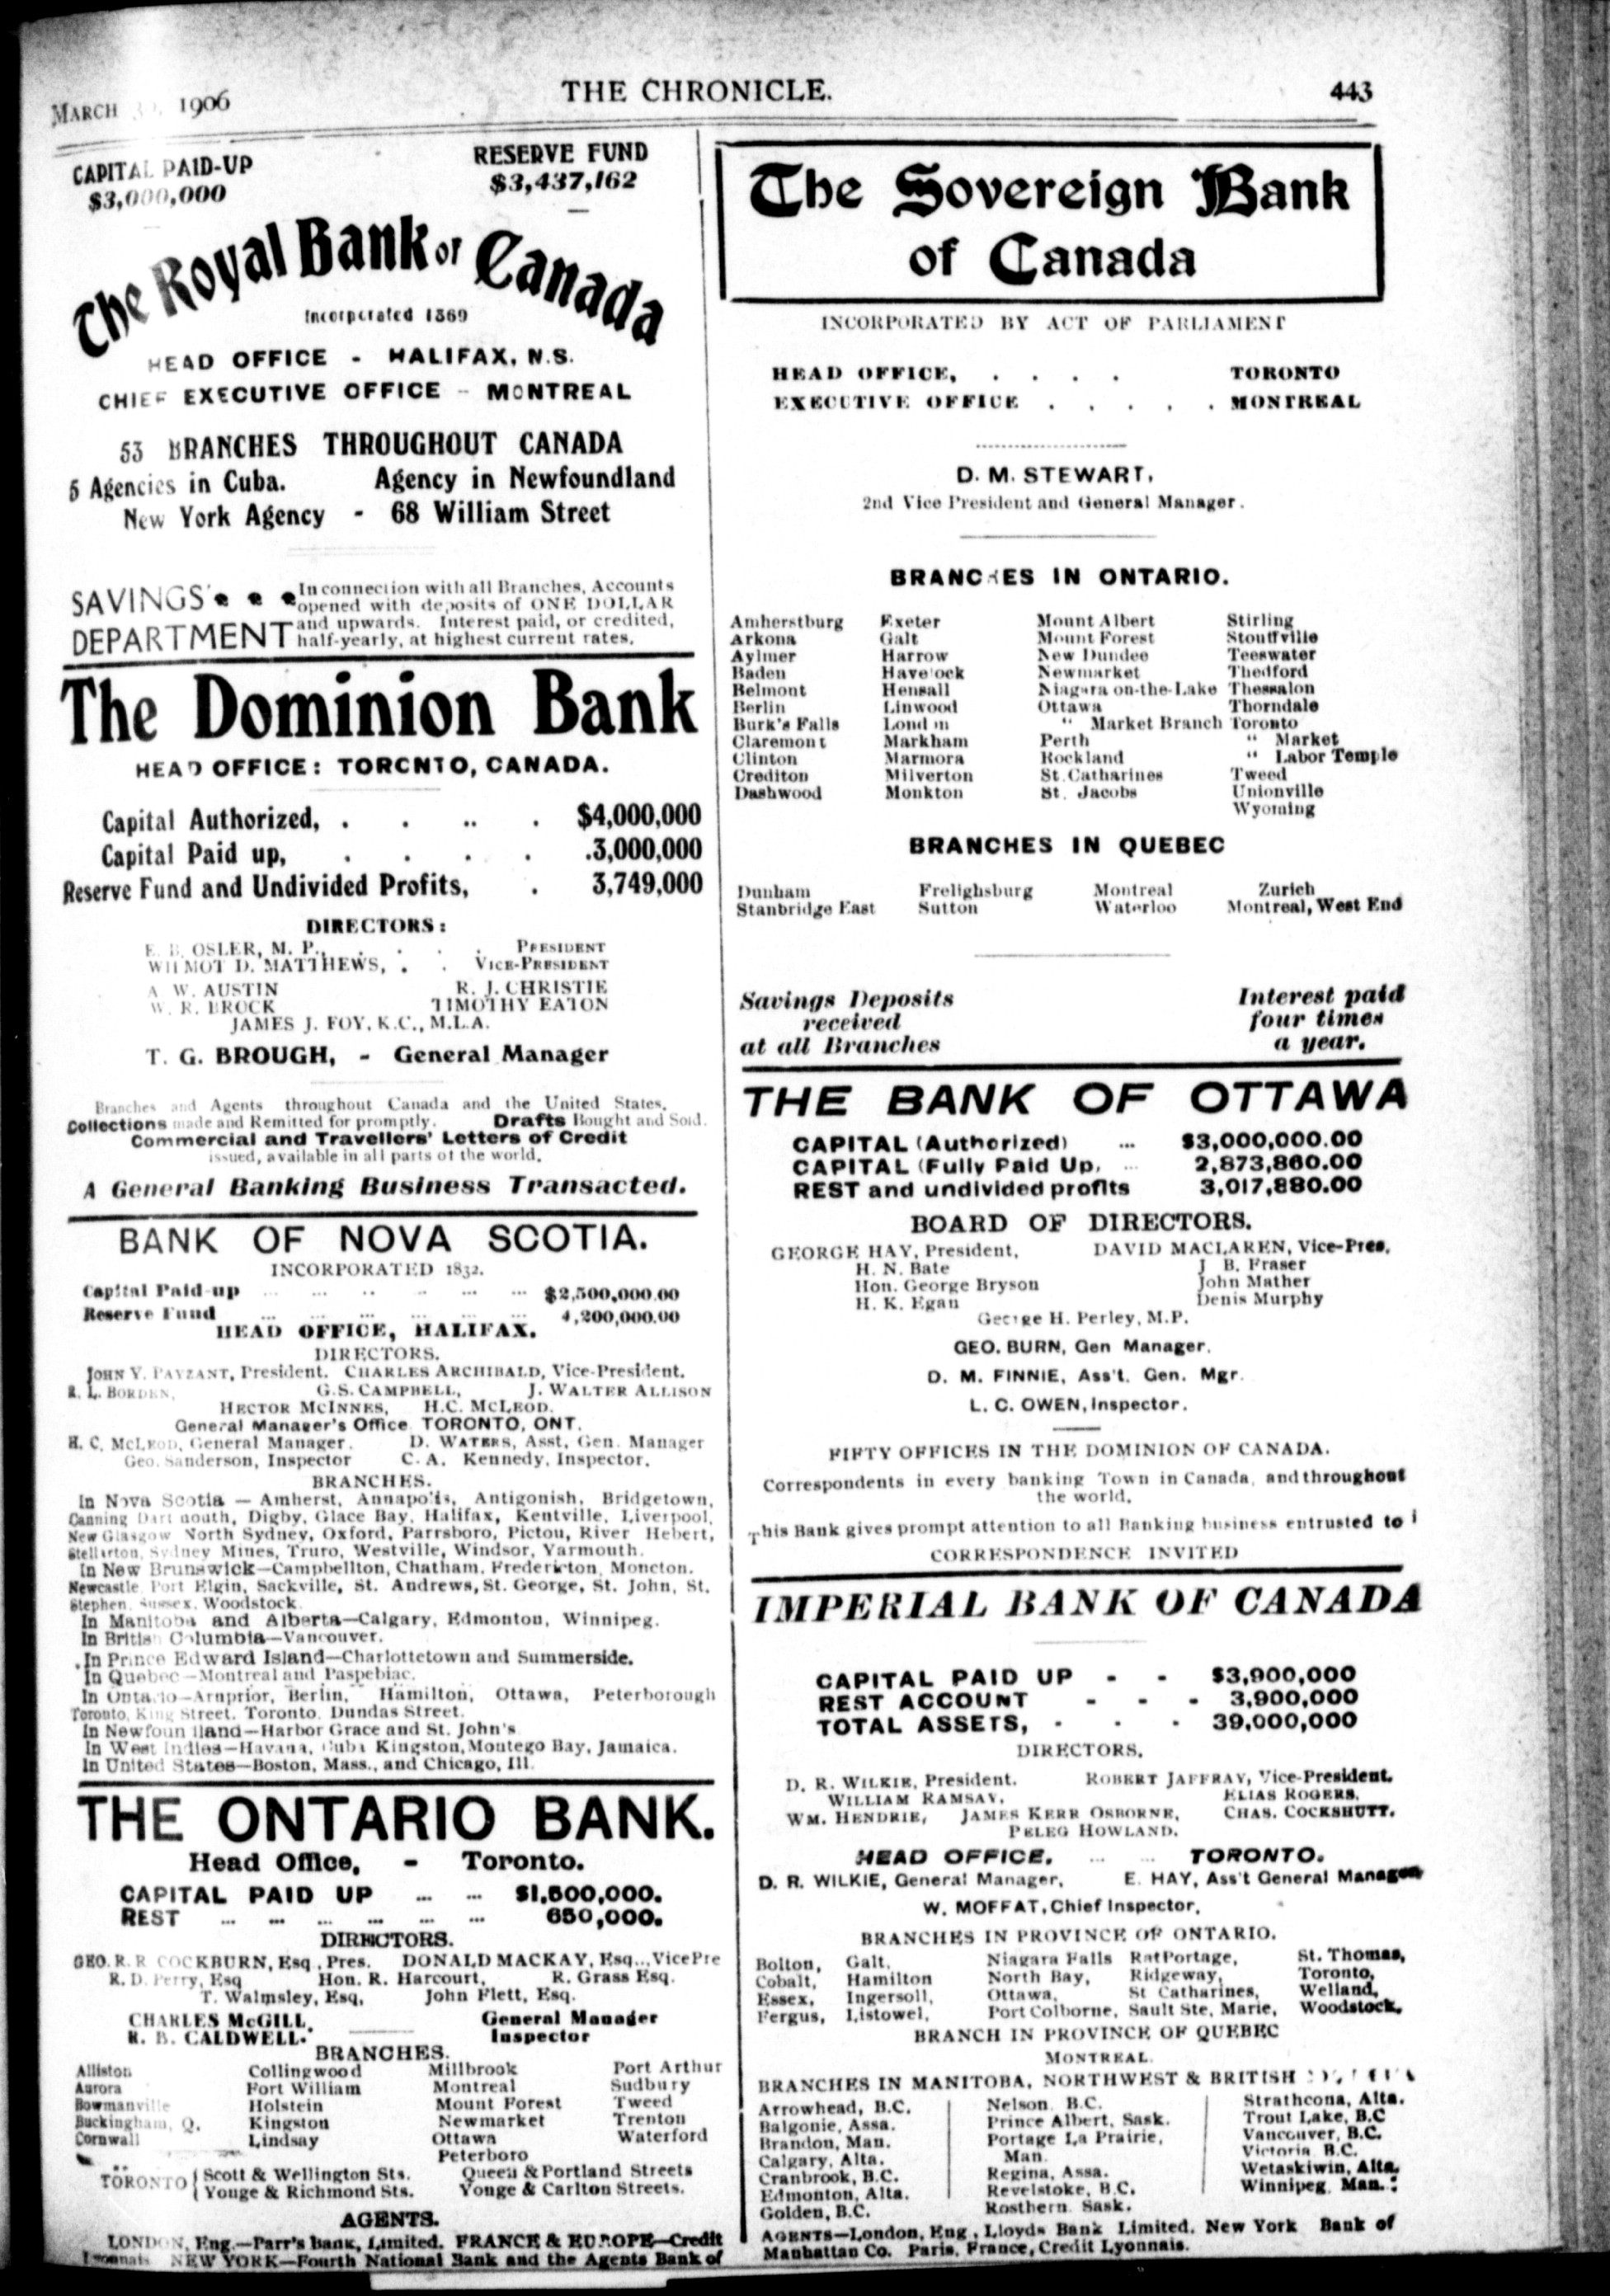 MARCH 1906
THE CHRONICLE.
443
CAPITAL PAID-UP
$3,000,000
RESERVE FUND
$3,437,162
The Royal Bank of Canada
Incorporated 1869
HEAD OFFICE - HALIFAX, N.S.
CHIEF EXECUTIVE OFFICE - MONTREAL
53 BRANCHES THROUGHOUT CANADA
5 Agencies in Cuba. Agency in Newfoundland
New York Agency - 68 William Street
SAVINGS
DEPARTMENT
In connection with all Branches, Accounts
opened with deposits of ONE DOLLAR
and upwards. Interest paid, or credited,
half-yearly, at highest current rates.
The Dominion Bank
HEAD OFFICE: TORONTO, CANADA.
Capital Authorized, . . .. . $4,000,000
Capital Paid up, . . . . .3,000,000
Reserve Fund and Undivided Profits, . 3,749,000
DIRECTORS:
E. B. OSLER, M. P., . . . . PRESIDENT
WILMOT D. MATTHEWS, . . VICE-PRESIDENT
A W. AUSTIN R. J. CHRISTIE
W. R. BROCK TIMOTHY EATON
JAMES J. FOY, K.C., M.L.A.
T. G. BROUGH, - General Manager
Branches and Agents throughout Canada and the United States.
Collections made and Remitted for promptly. Drafts Bought and Sold.
Commercial and Travellers' Letters of Credit
issued, available in all parts of the world.
A General Banking Business Transacted.
BANK OF NOVA SCOTIA.
INCORPORATED 1832.
Capital Paid-up ... $2,500,000.00
Reserve Fund ... 4,200,000.00
HEAD OFFICE, HALIFAX.
DIRECTORS.
JOHN Y. PAYZANT, President. CHARLES ARCHIBALD, Vice-President.
R. L. BORDEN, G.S. CAMPBELL, J. WALTER ALLISON
HECTOR MCINNES, H.C. MCLEOD.
General Manager's Office TORONTO, ONT.
H. C. MCLEOD, General Manager. D. WATERS, Asst. Gen. Manager
Geo. Sanderson, Inspector C. A. Kennedy, Inspector.
BRANCHES.
In Nova Scotia — Amherst, Annapolis, Antigonish, Bridgetown,
Canning Dartmouth, Digby, Glace Bay, Halifax, Kentville, Liverpool,
New Glasgow North Sydney, Oxford, Parrsboro, Pictou, River Hebert,
Stellarton, Sydney Mines, Truro, Westville, Windsor, Yarmouth.
In New Brunswick—Campbellton, Chatham, Fredericton, Moncton.
Newcastle, Port Elgin, Sackville, St. Andrews, St. George, St. John, St.
Stephen, Sussex, Woodstock
In Manitoba and Alberta—Calgary, Edmonton, Winnipeg.
In British Columbia—Vancouver.
In Prince Edward Island—Charlottetown and Summerside.
In Quebec—Montreal and Paspebiac.
In Ontario—Arnprior, Berlin, Hamilton, Ottawa, Peterborough
Toronto, King Street, Toronto. Dundas Street.
In Newfoundland—Harbor Grace and St. John's
In West Indies—Havana, Cuba Kingston, Montego Bay, Jamaica.
In United States—Boston, Mass., and Chicago, Ill.
THE ONTARIO BANK.
Head Office, - Toronto.
CAPITAL PAID UP ... ... $1,500,000.
REST ... ... ... ... ... ... 650,000.
DIRECTORS.
GEO. R. R COCKBURN, Esq., Pres. DONALD MACKAY, Esq...Vice Pre
R. D. Perry, Esq Hon. R. Harcourt, R. Grass Esq.
T. Walmsley, Esq, John Flett, Esq.
CHARLES McGILL, General Manager
R. B. CALDWELL. Inspector
BRANCHES.
Alliston Collingwood Millbrook Port Arthur
Aurora Fort William Montreal Sudbury
Bowmanville Holstein Mount Forest Tweed
Buckingham, Q. Kingston Newmarket Trenton
Cornwall Lindsay Ottawa Waterford
Peterboro
TORONTO { Scott & Wellington Sts. Queen & Portland Streets
Yonge & Richmond Sts. Yonge & Carlton Streets.
AGENTS.
LONDON, Eng.—Parr's Bank, Limited. FRANCE & EUROPE—Credit
Lyonnais NEW YORK—Fourth National Bank and the Agents Bank of
The Sovereign Bank
of Canada
INCORPORATED BY ACT OF PARLIAMENT
HEAD OFFICE, . . . . TORONTO
EXECUTIVE OFFICE . . . . . MONTREAL
D. M. STEWART,
2nd Vice President and General Manager.
BRANCHES IN ONTARIO.
Amherstburg Exeter Mount Albert Stirling
Arkona Galt Mount Forest Stouffville
Aylmer Harrow New Dundee Teeswater
Baden Havelock Newmarket Thedford
Belmont Hensall Niagara on-the-Lake Thessalon
Berlin Linwood Ottawa Thorndale
Burk's Falls London " Market Branch Toronto
Claremont Markham Perth " Market
Clinton Marmora Rockland " Labor Temple
Crediton Milverton St. Catharines Tweed
Dashwood Monkton St. Jacobs Unionville
Wyoming
BRANCHES IN QUEBEC
Dunham Frelighsburg Montreal Zurich
Stanbridge East Sutton Waterloo Montreal, West End
Savings Deposits
received
at all Branches
Interest paid
four times
a year.
THE BANK OF OTTAWA
CAPITAL (Authorized) ... $3,000,000.00
CAPITAL (Fully Paid Up, ... 2,873,860.00
REST and undivided profits 3,017,880.00
BOARD OF DIRECTORS.
GEORGE HAY, President, DAVID MACLAREN, Vice-Pres,
H. N. Bate J B. Fraser
Hon. George Bryson John Mather
H. K. Egan Denis Murphy
George H. Perley, M.P.
GEO. BURN, Gen Manager.
D. M. FINNIE, Ass't. Gen. Mgr.
L. C. OWEN, Inspector.
FIFTY OFFICES IN THE DOMINION OF CANADA.
Correspondents in every banking Town in Canada, and throughout
the world.
This Bank gives prompt attention to all Banking business entrusted to i
CORRESPONDENCE INVITED
IMPERIAL BANK OF CANADA
CAPITAL PAID UP - - $3,900,000
REST ACCOUNT - - - 3,900,000
TOTAL ASSETS, - - - 39,000,000
DIRECTORS.
D. R. WILKIE, President. ROBERT JAFFRAY, Vice-President.
WILLIAM RAMSAY, ELIAS ROGERS,
WM. HENDRIE, JAMES KERR OSBORNE, CHAS. COCKSHUTT.
PELEG HOWLAND.
HEAD OFFICE. ... ... TORONTO.
D. R. WILKIE, General Manager, E. HAY, Ass't General Manager
W. MOFFAT, Chief Inspector,
BRANCHES IN PROVINCE OF ONTARIO.
Bolton, Galt, Niagara Falls Rat Portage, St. Thomas,
Cobalt, Hamilton North Bay, Ridgeway, Toronto,
Essex, Ingersoll, Ottawa, St Catharines, Welland,
Fergus, Listowel, Port Colborne, Sault Ste, Marie, Woodstock,
BRANCH IN PROVINCE OF QUEBEC
MONTREAL.
BRANCHES IN MANITOBA, NORTHWEST & BRITISH
Arrowhead, B.C. Nelson B.C. Strathcona, Alta.
Balgonie, Assa. Prince Albert, Sask. Trout Lake, B.C
Brandon, Man. Portage La Prairie, Vancouver, B.C.
Calgary, Alta. Man. Victoria B.C.
Cranbrook, B.C. Regina, Assa. Wetaskiwin, Alta.
Edmonton, Alta. Revelstoke, B.C. Winnipeg, Man.
Golden, B.C. Rosthern Sask.
AGENTS—London, Eng., Lloyds Bank Limited. New York Bank of
Manhattan Co. Paris, France, Credit Lyonnais.